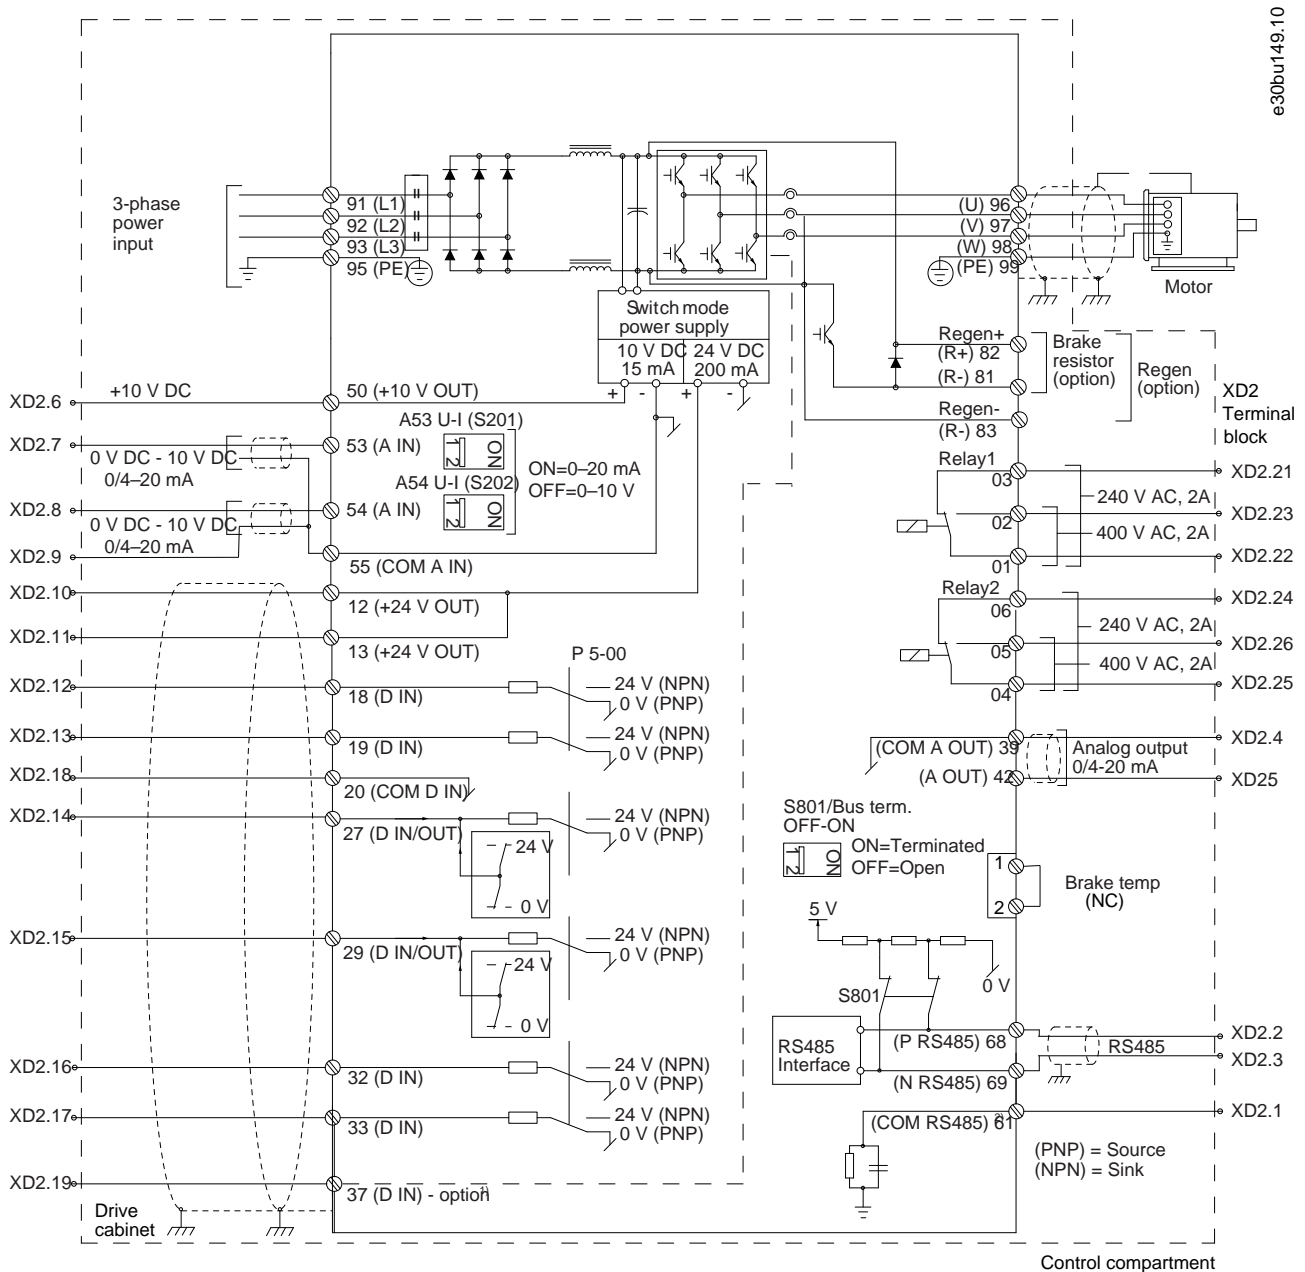 e30bu149.10
3-phase
power
input
91 (L1)
92 (L2)
93 (L3)
95 (PE)
(U) 96
(V) 97
(W) 98
(PE) 99
Motor
Switch mode
power supply
10 V DC
15 mA
24 V DC
200 mA
+ - + -
Regen+
(R+) 82
(R-) 81
Regen-
(R-) 83
Brake
resistor
(option)
Regen
(option)
XD2
Terminal
block
XD2.6
+10 V DC
50 (+10 V OUT)
XD2.7
0 V DC - 10 V DC
0/4–20 mA
53 (A IN)
A53 U-I (S201)
1 2
ON
A54 U-I (S202)
1 2
ON
ON=0–20 mA
OFF=0–10 V
XD2.8
0 V DC - 10 V DC
0/4–20 mA
54 (A IN)
XD2.9
55 (COM A IN)
XD2.10
12 (+24 V OUT)
XD2.11
13 (+24 V OUT)
P 5-00
XD2.12
18 (D IN)
24 V (NPN)
0 V (PNP)
XD2.13
19 (D IN)
24 V (NPN)
0 V (PNP)
XD2.18
20 (COM D IN)
XD2.14
27 (D IN/OUT)
24 V (NPN)
0 V (PNP)
24 V
0 V
XD2.15
29 (D IN/OUT)
24 V (NPN)
0 V (PNP)
24 V
0 V
XD2.16
32 (D IN)
24 V (NPN)
0 V (PNP)
XD2.17
33 (D IN)
24 V (NPN)
0 V (PNP)
XD2.19
37 (D IN) - option1)
Drive
cabinet
Relay1
03
02
01
240 V AC, 2A
400 V AC, 2A
XD2.21
XD2.23
XD2.22
Relay2
06
05
04
240 V AC, 2A
400 V AC, 2A
XD2.24
XD2.26
XD2.25
(COM A OUT) 39
(A OUT) 42
Analog output
0/4-20 mA
XD2.4
XD25
S801/Bus term.
OFF-ON
1 2
ON
ON=Terminated
OFF=Open
1
2
Brake temp
(NC)
5 V
S801
0 V
RS485
Interface
(P RS485) 68
(N RS485) 69
RS485
XD2.2
XD2.3
(COM RS485) 61
XD2.1
(PNP) = Source
(NPN) = Sink
Control compartment